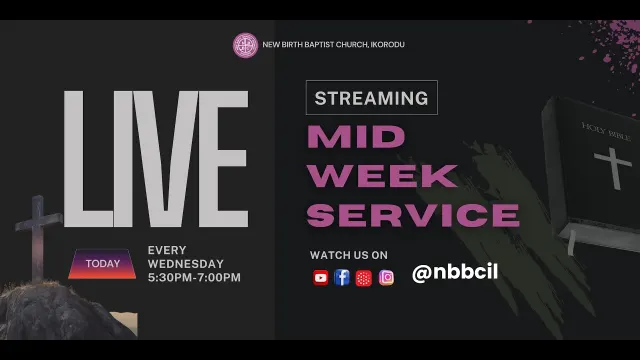 NEW BIRTH BAPTIST CHURCH, IKORODU
LIVE
TODAY
EVERY
WEDNESDAY
5:30PM-7:00PM
STREAMING
MID
WEEK
SERVICE
WATCH US ON
@nbbcil
HOLY BIBLE